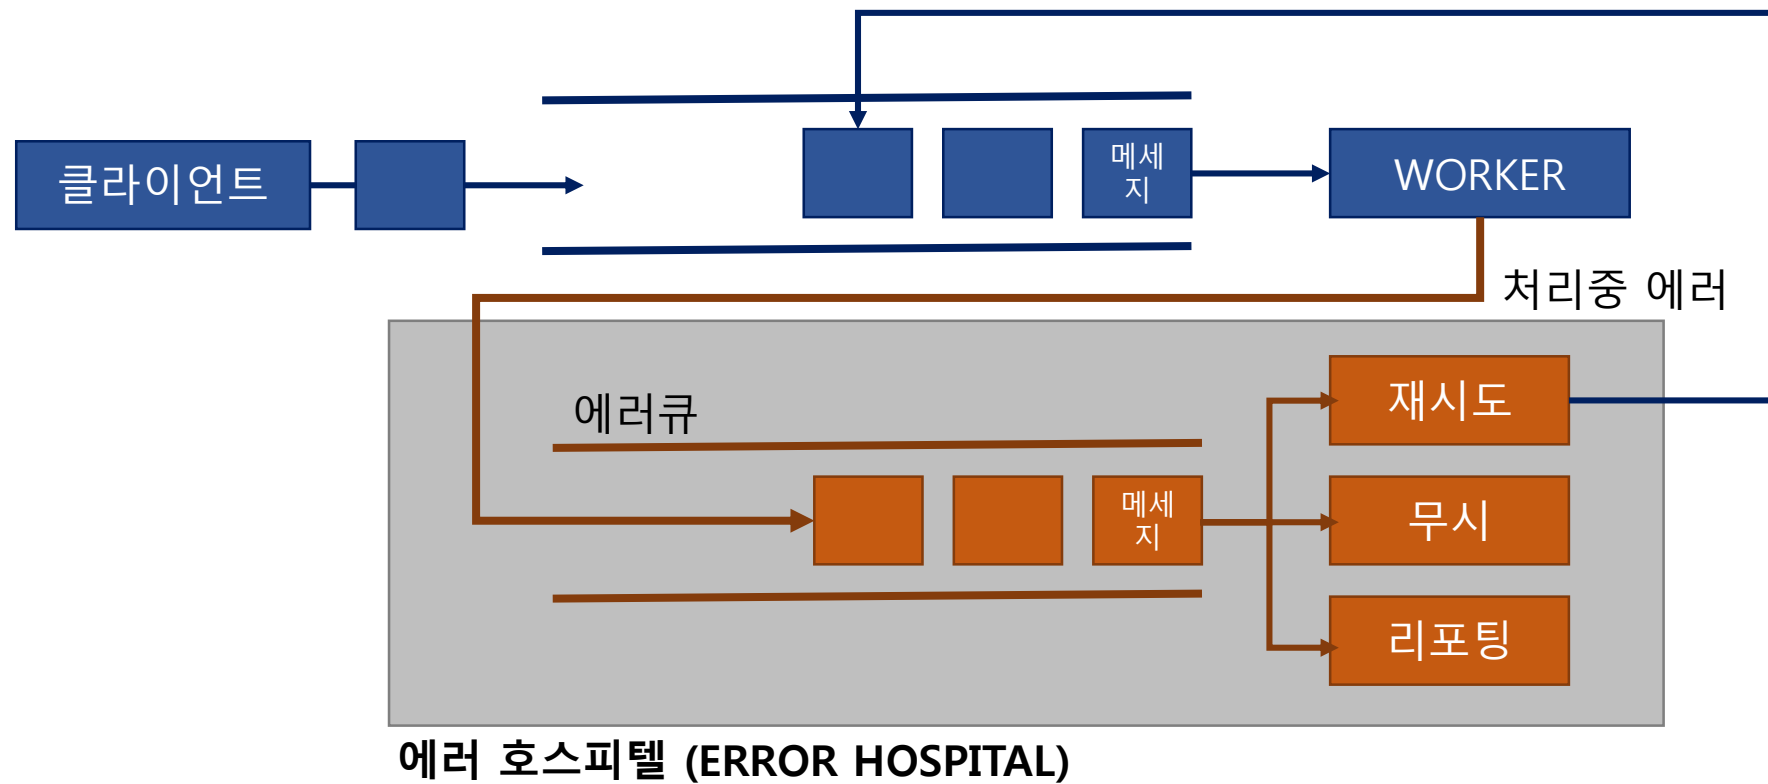 클라이언트
메세
지
WORKER
처리중 에러
에러큐
재시도
메세
지
무시
리포팅
에러 호스피텔 (ERROR HOSPITAL)